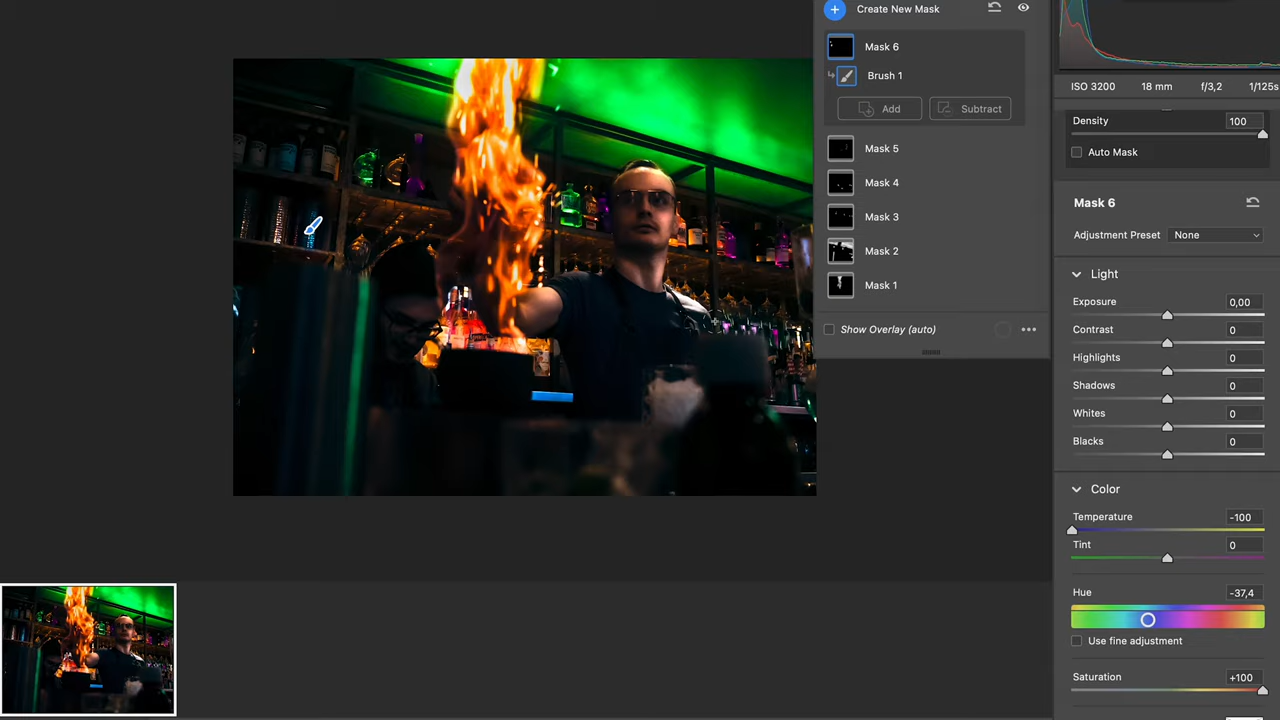 Create New Mask
Mask 6
Brush 1
Add
Subtract
Mask 5
Mask 4
Mask 3
Mask 2
Mask 1
Show Overlay (auto)
ISO 3200 18 mm f/3,2 1/125s
Density 100
Auto Mask
Mask 6
Adjustment Preset None
Light
Exposure 0,00
Contrast 0
Highlights 0
Shadows 0
Whites 0
Blacks 0
Color
Temperature -100
Tint 0
Hue -37,4
Use fine adjustment
Saturation +100